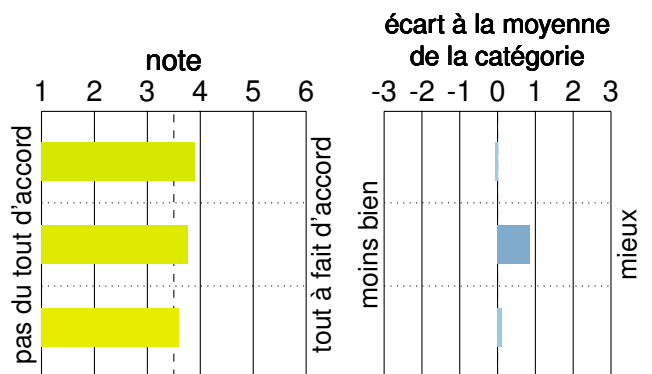 note
1 2 3 4 5 6
pas du tout d'accord
tout à fait d'accord
écart à la moyenne
de la catégorie
-3 -2 -1 0 1 2 3
moins bien
mieux